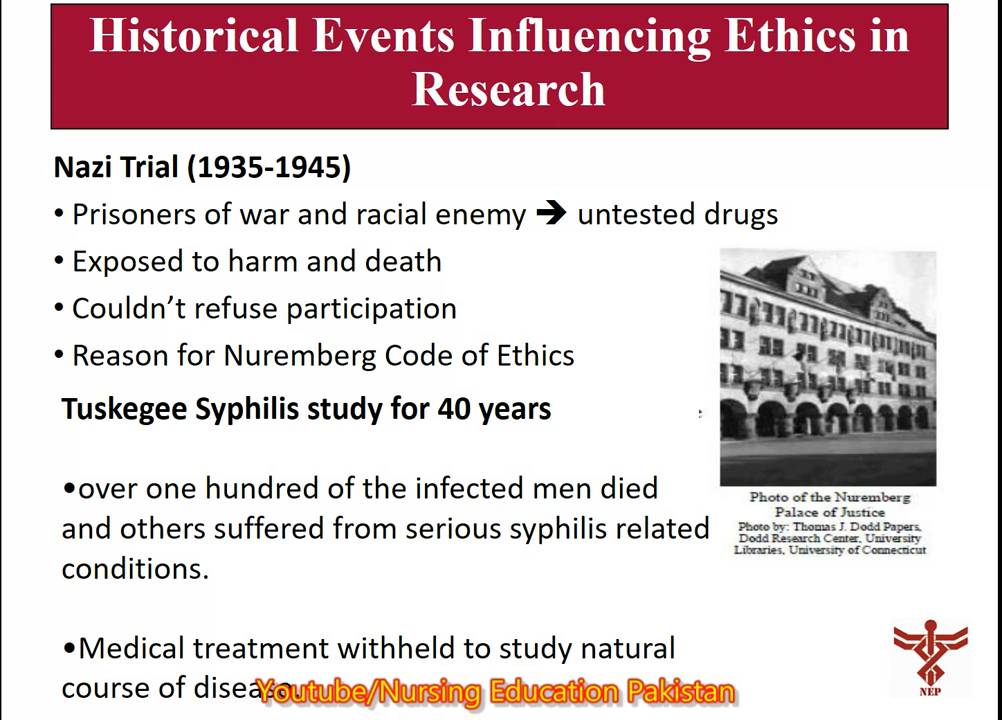 Historical Events Influencing Ethics in
Research
Nazi Trial (1935-1945)
• Prisoners of war and racial enemy ➔ untested drugs
• Exposed to harm and death
• Couldn't refuse participation
• Reason for Nuremberg Code of Ethics
Tuskegee Syphilis study for 40 years
•over one hundred of the infected men died
and others suffered from serious syphilis related
conditions.
•Medical treatment withheld to study natural
course of disease.
Photo of the Nuremberg
Palace of Justice
Photo by: Thomas J. Dodd Papers,
Dodd Research Center, University
Libraries, University of Connecticut
NEP
Youtube/Nursing Education Pakistan